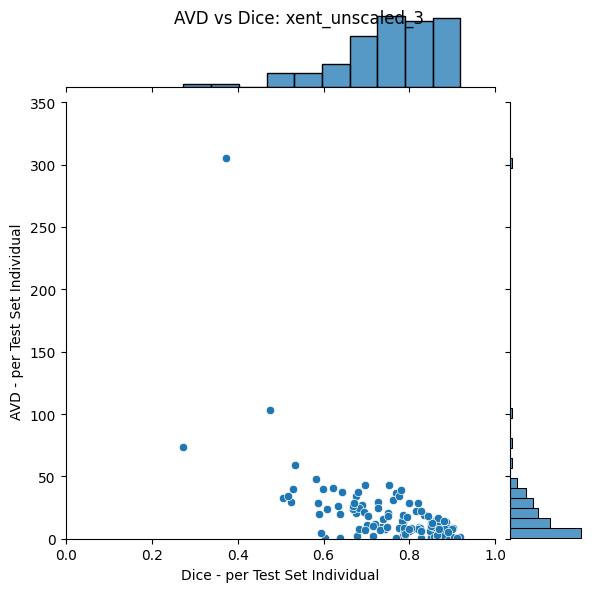 AVD vs Dice: xent_unscaled_3
350
300
250
200
150
100
50
0
AVD - per Test Set Individual
0.0 0.2 0.4 0.6 0.8 1.0
Dice - per Test Set Individual